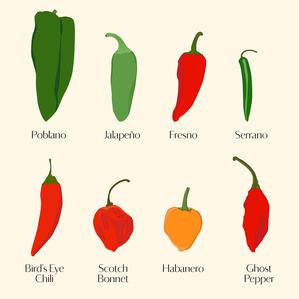 Poblano
Jalapeño
Fresno
Serrano
Bird's Eye
Chili
Scotch
Bonnet
Habanero
Ghost
Pepper